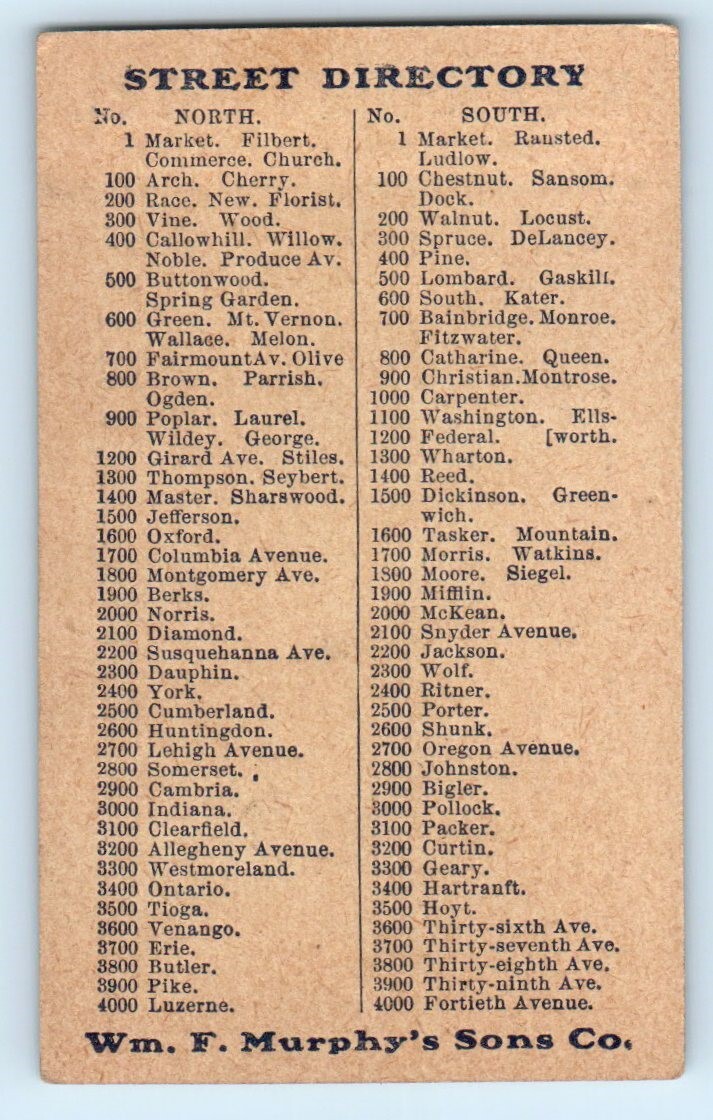 STREET DIRECTORY
No. NORTH.
1 Market. Filbert.
Commerce. Church.
100 Arch. Cherry.
200 Race. New. Florist.
300 Vine. Wood.
400 Callowhill. Willow.
Noble. Produce Av.
500 Buttonwood.
Spring Garden.
600 Green. Mt. Vernon.
Wallace. Melon.
700 Fairmount Av. Olive
800 Brown. Parrish.
Ogden.
900 Poplar. Laurel.
Wildey. George.
1200 Girard Ave. Stiles.
1300 Thompson. Seybert.
1400 Master. Sharswood.
1500 Jefferson.
1600 Oxford.
1700 Columbia Avenue.
1800 Montgomery Ave.
1900 Berks.
2000 Norris.
2100 Diamond.
2200 Susquehanna Ave.
2300 Dauphin.
2400 York.
2500 Cumberland.
2600 Huntingdon.
2700 Lehigh Avenue.
2800 Somerset.
2900 Cambria.
3000 Indiana.
3100 Clearfield.
3200 Allegheny Avenue.
3300 Westmoreland.
3400 Ontario.
3500 Tioga.
3600 Venango.
3700 Erie.
3800 Butler.
3900 Pike.
4000 Luzerne.
No. SOUTH.
1 Market. Ransted.
Ludlow.
100 Chestnut. Sansom.
Dock.
200 Walnut. Locust.
300 Spruce. DeLancey.
400 Pine.
500 Lombard. Gaskill.
600 South. Kater.
700 Bainbridge. Monroe.
Fitzwater.
800 Catharine. Queen.
900 Christian. Montrose.
1000 Carpenter.
1100 Washington. Ells-
1200 Federal. [worth.
1300 Wharton.
1400 Reed.
1500 Dickinson. Green-
wich.
1600 Tasker. Mountain.
1700 Morris. Watkins.
1800 Moore. Siegel.
1900 Mifflin.
2000 McKean.
2100 Snyder Avenue.
2200 Jackson.
2300 Wolf.
2400 Ritner.
2500 Porter.
2600 Shunk.
2700 Oregon Avenue.
2800 Johnston.
2900 Bigler.
3000 Pollock.
3100 Packer.
3200 Curtin.
3300 Geary.
3400 Hartranft.
3500 Hoyt.
3600 Thirty-sixth Ave.
3700 Thirty-seventh Ave.
3800 Thirty-eighth Ave.
3900 Thirty-ninth Ave.
4000 Fortieth Avenue.
Wm. F. Murphy's Sons Co.